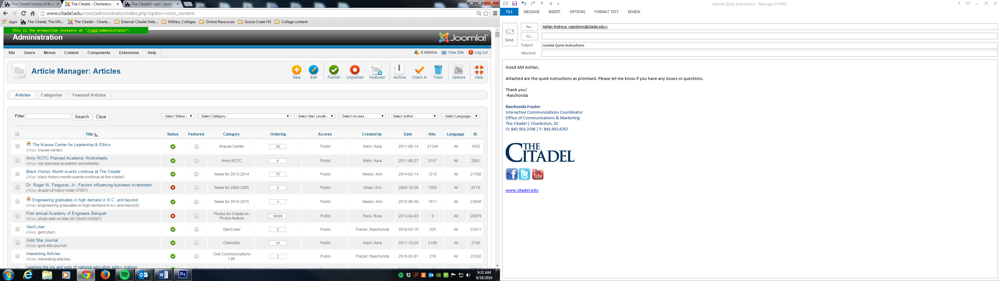 The Citadel School of Bus
The Citadel - Charleston, S
The Citadel Login - powe
www.citadel.edu/root/administrator/index.php?option=com_content
Apps
The Citadel, The Mil...
The Citadel - Charle...
External Citadel Web...
Military Colleges
Online Resources
Goose Creek HS
College content
This is the production instance at "/root/administrator".
Administration
Joomla!
Site Users Menus Content Components Extensions Help
6 Admins View Site Log out
Article Manager: Articles
New Edit Publish Unpublish Featured Archive Check In Trash Options Help
Articles Categories Featured Articles
Filter: Search Clear - Select Status - - Select Category - - Select Max Levels - - Select Access - - Select Author - - Select Language -
Title Status Featured Category Ordering Access Created by Date Hits Language ID
The Krause Center for Leadership & Ethics
(Alias: krause-center)
Krause Center 59 Public Klein, Kara 2011-06-14 21348 All 1652
Army ROTC Planned Academic Worksheets
(Alias: rotc-planned-academic-worksheets)
Army ROTC 6 Public Klein, Kara 2011-06-27 3157 All 2081
Black History Month events continue at The Citadel
(Alias: black-history-month-events-continue-at-the-citadel)
News for 2013-2014 70 Public Keelor, Kim 2014-02-14 1215 All 21780
Dr. Roger W. Ferguson, Jr.: Factors influencing business investment
(Alias: drupal-c01story-node-37057)
News for 2004-2005 0 Public Oman, Eric 2004-10-26 1055 All 8718
Engineering graduates in high demand in S.C. and beyond
(Alias: engineering-graduates-in-high-demand-in-s-c-and-beyond)
News for 2014-2015 4 Public Keelor, Kim 2015-06-08 1011 All 23048
First annual Academy of Engineers Banquet
(Alias: photo-with-no-title-20130403162007)
Photos for Citadel-In-
Photos feature
99999 Public Pace, Russ 2013-04-03 0 All 20879
GenCyber
(Alias: gencyber)
GenCyber 0 Public Frazier, Raschonda 2016-02-16 325 All 23411
Gold Star Journal
(Alias: gold-star-journal)
Chemistry 24 Public Klein, Kara 2011-10-25 2199 All 2740
Interesting Articles
(Alias: interesting-articles)
Oral Communications
Lab
2 Public Frazier, Raschonda 2016-02-01 218 All 23392
Learning the ins and outs of national education policy making
9:32 AM
8/18/2016
Joomla Quick Instructions - Message (HTML)
FILE MESSAGE INSERT OPTIONS FORMAT TEXT REVIEW
Send
To... Ashlan Andrews <aandrews@citadel.edu>;
Cc...
Subject Joomla Quick Instructions
Attached
Good AM Ashlan,
Attached are the quick instructions as promised. Please let me know if you have any issues or questions.
Thank you!
-Raschonda
Raschonda Frazier
Interactive Communications Coordinator
Office of Communications & Marketing
The Citadel | Charleston, SC
O: 843.953.3706 | F: 843.953.6767
THE CITADEL
You Tube
www.citadel.edu